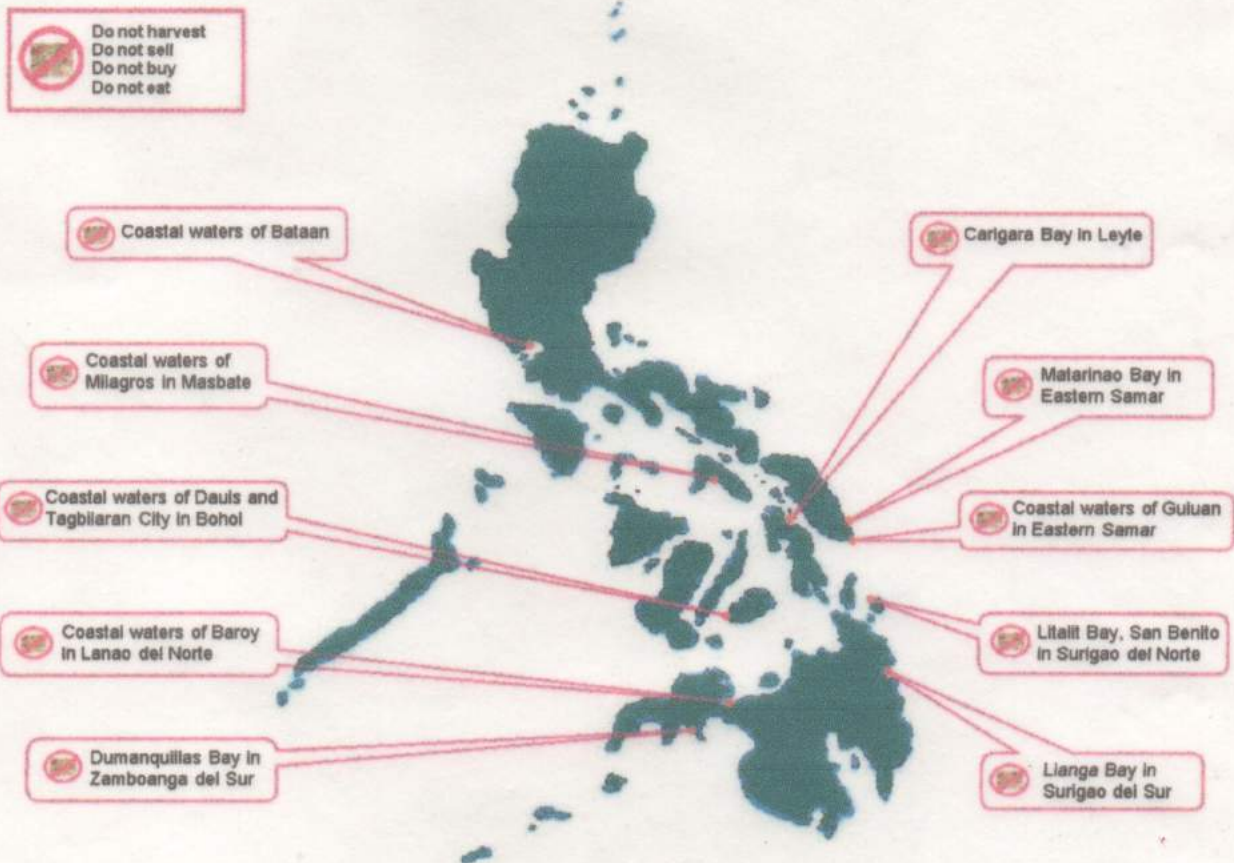 Do not harvest
Do not sell
Do not buy
Do not eat
Coastal waters of Bataan
Carigara Bay in Leyte
Coastal waters of
Milagros in Masbate
Matarinao Bay in
Eastern Samar
Coastal waters of Dauis and
Tagbilaran City in Bohol
Coastal waters of Guiuan
in Eastern Samar
Coastal waters of Baroy
in Lanao del Norte
Litalit Bay, San Benito
in Surigao del Norte
Dumanquillas Bay in
Zamboanga del Sur
Lianga Bay in
Surigao del Sur